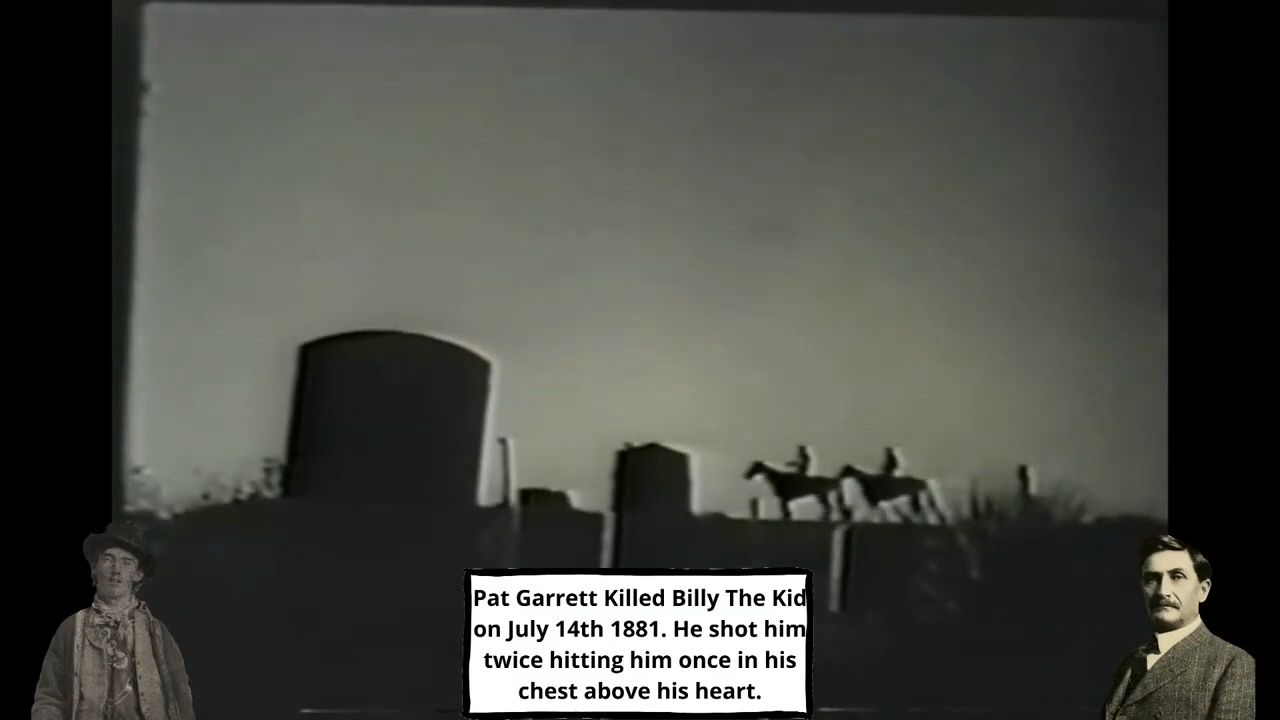 Pat Garrett Killed Billy The Kid
on July 14th 1881. He shot him
twice hitting him once in his
chest above his heart.